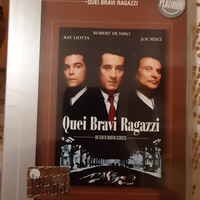 QUEI BRAVI RAGAZZI
PLATINUM
ROBERT DE NIRO
RAY LIOTTA
JOE PESCI
Quei Bravi Ragazzi
UN FILM DI MARTIN SCORSESE